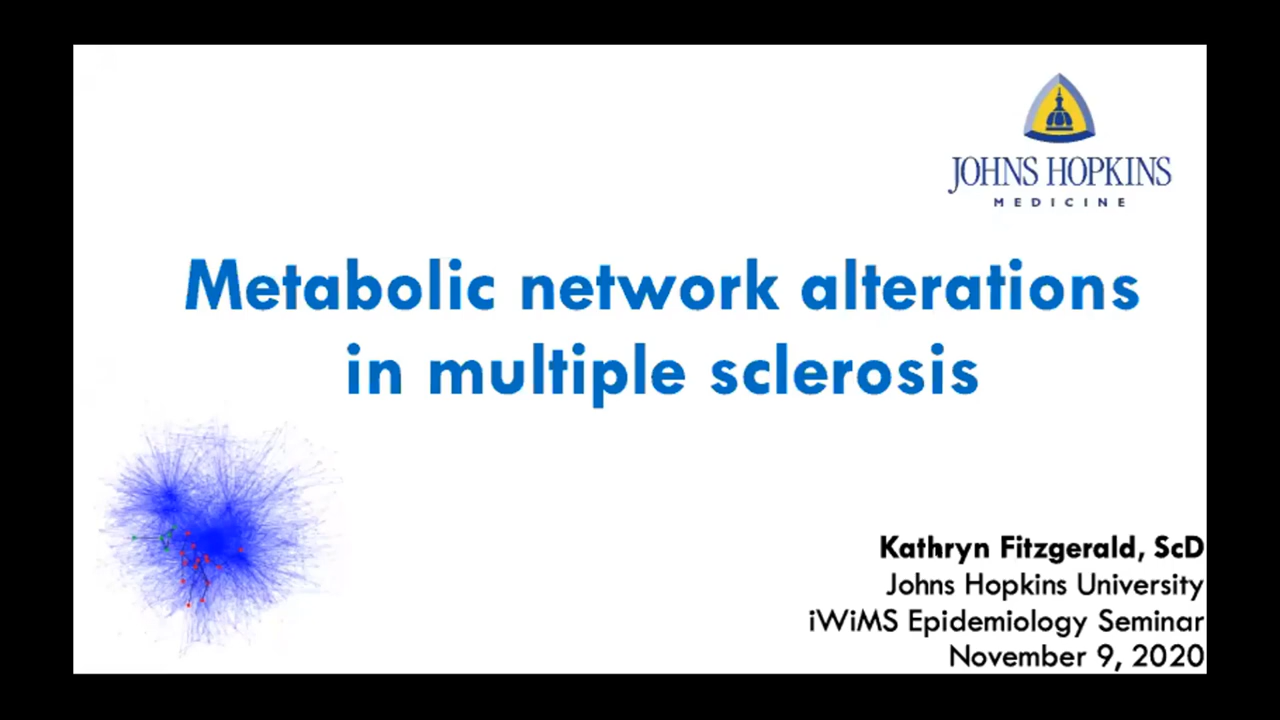 JOHNS HOPKINS
MEDICINE
Metabolic network alterations
in multiple sclerosis
Kathryn Fitzgerald, ScD
Johns Hopkins University
iWiMS Epidemiology Seminar
November 9, 2020